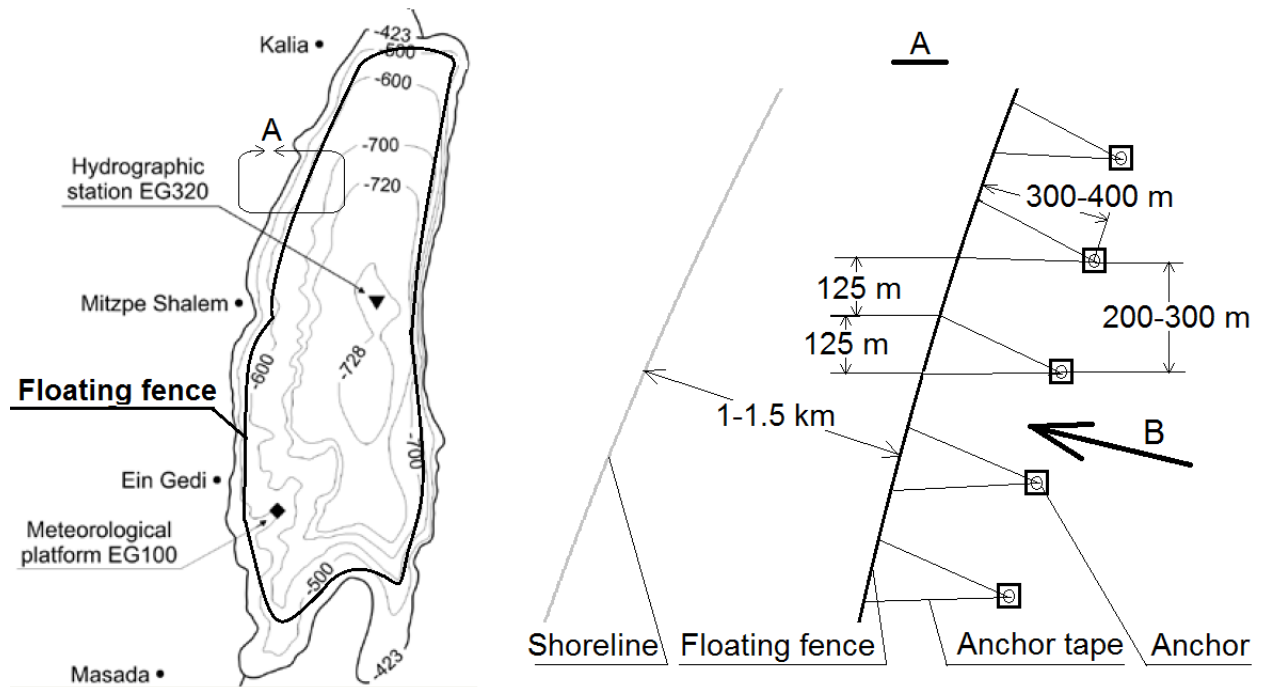 Kalia
-423
-500
-600
A
-700
Hydrographic
station EG320
-720
Mitzpe Shalem
-600
-728
Floating fence
-700
Ein Gedi
Meteorological
platform EG100
-500
Masada
-423
A
300-400 m
125 m
200-300 m
125 m
1-1.5 km
B
Shoreline
Floating fence
Anchor tape
Anchor